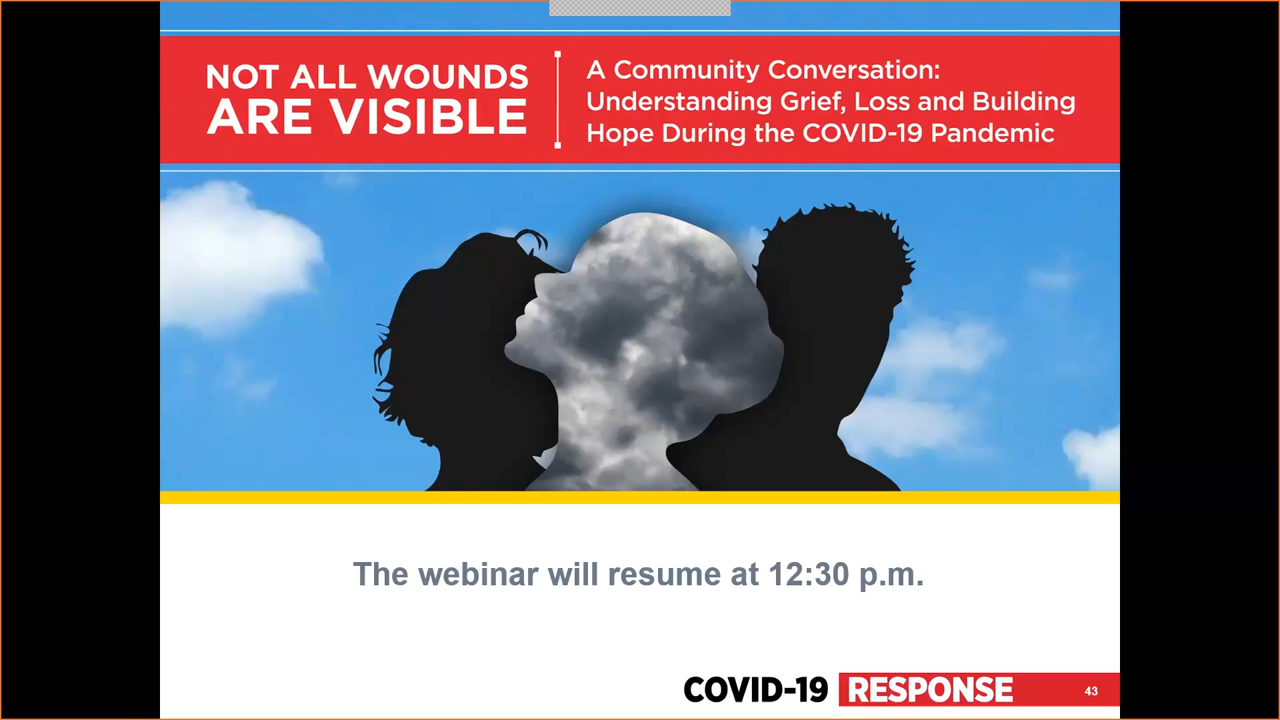 NOT ALL WOUNDS
ARE VISIBLE
A Community Conversation:
Understanding Grief, Loss and Building
Hope During the COVID-19 Pandemic
The webinar will resume at 12:30 p.m.
COVID-19 RESPONSE
43